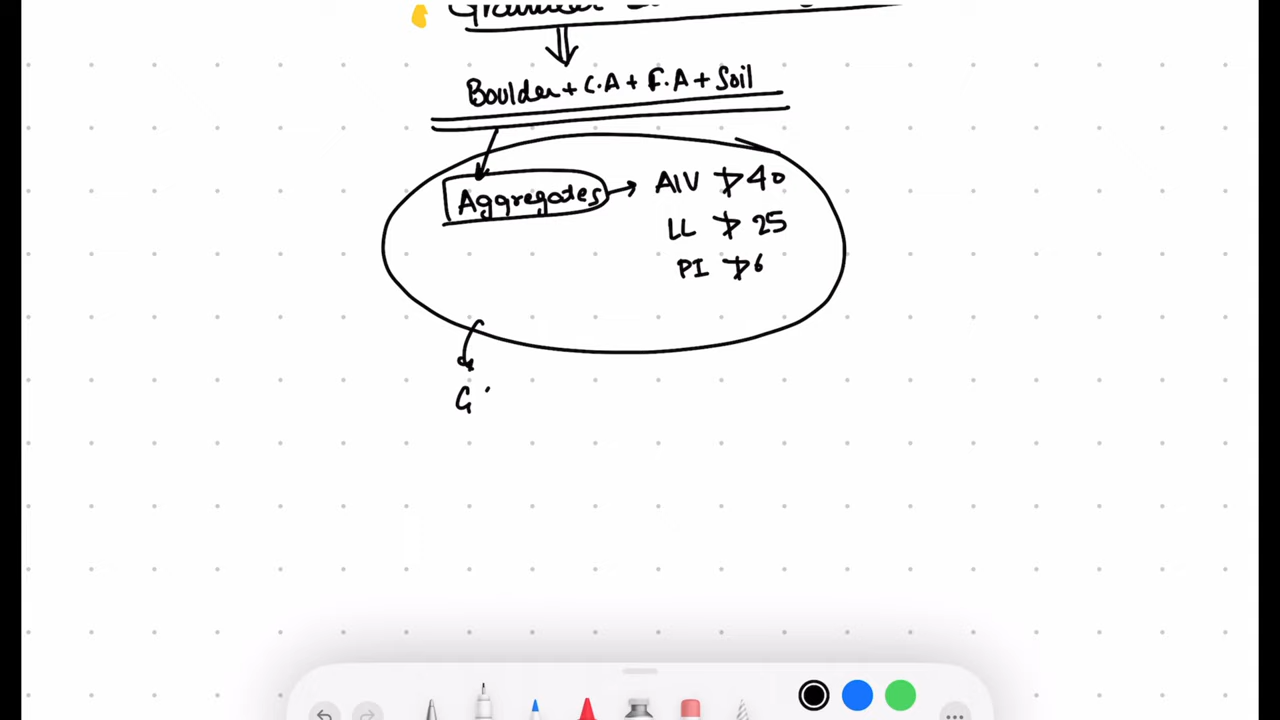 Boulder + C.A + F.A + Soil
Aggregates → AIV ≯ 40
LL ≯ 25
PI ≯ 6
G